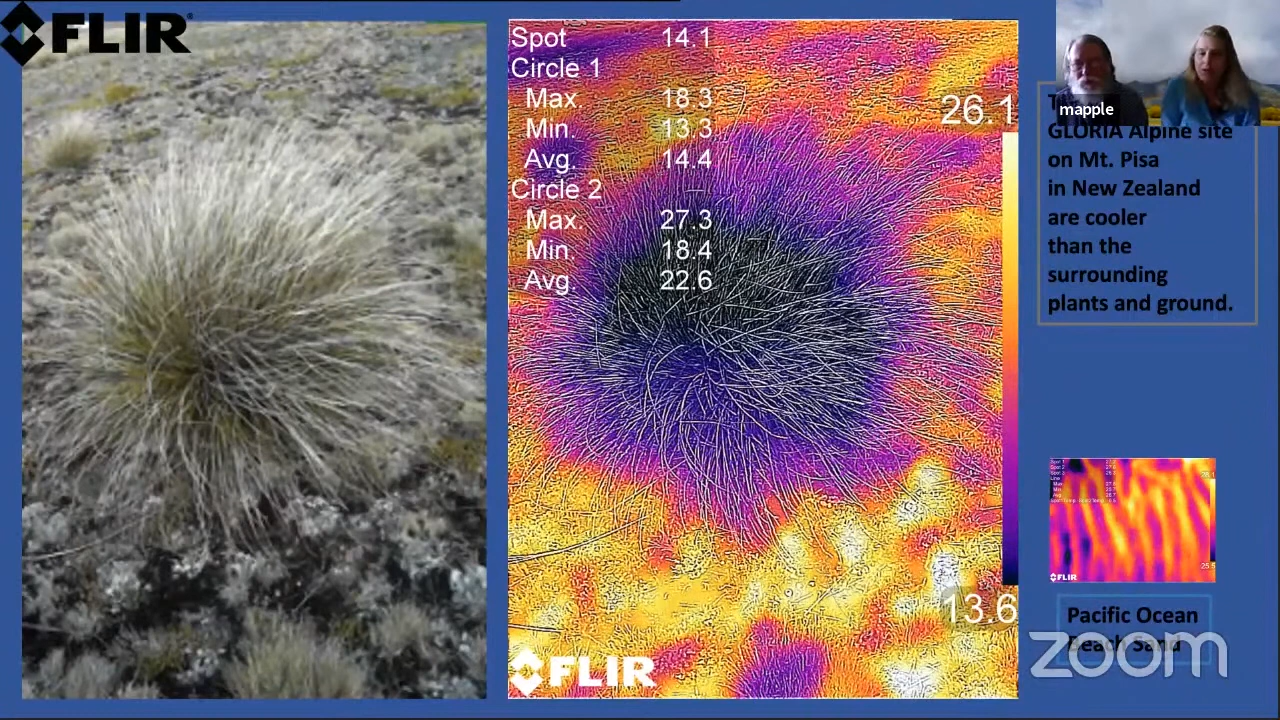 FLIR
Spot 14.1
Circle 1
Max. 18.3
Min. 13.3
Avg. 14.4
Circle 2
Max. 27.3
Min. 18.4
Avg. 22.6
26.1
13.6
FLIR
mapple
GLORIA Alpine site
on Mt. Pisa
in New Zealand
are cooler
than the
surrounding
plants and ground.
FLIR
Pacific Ocean
Beach Sand
zoom